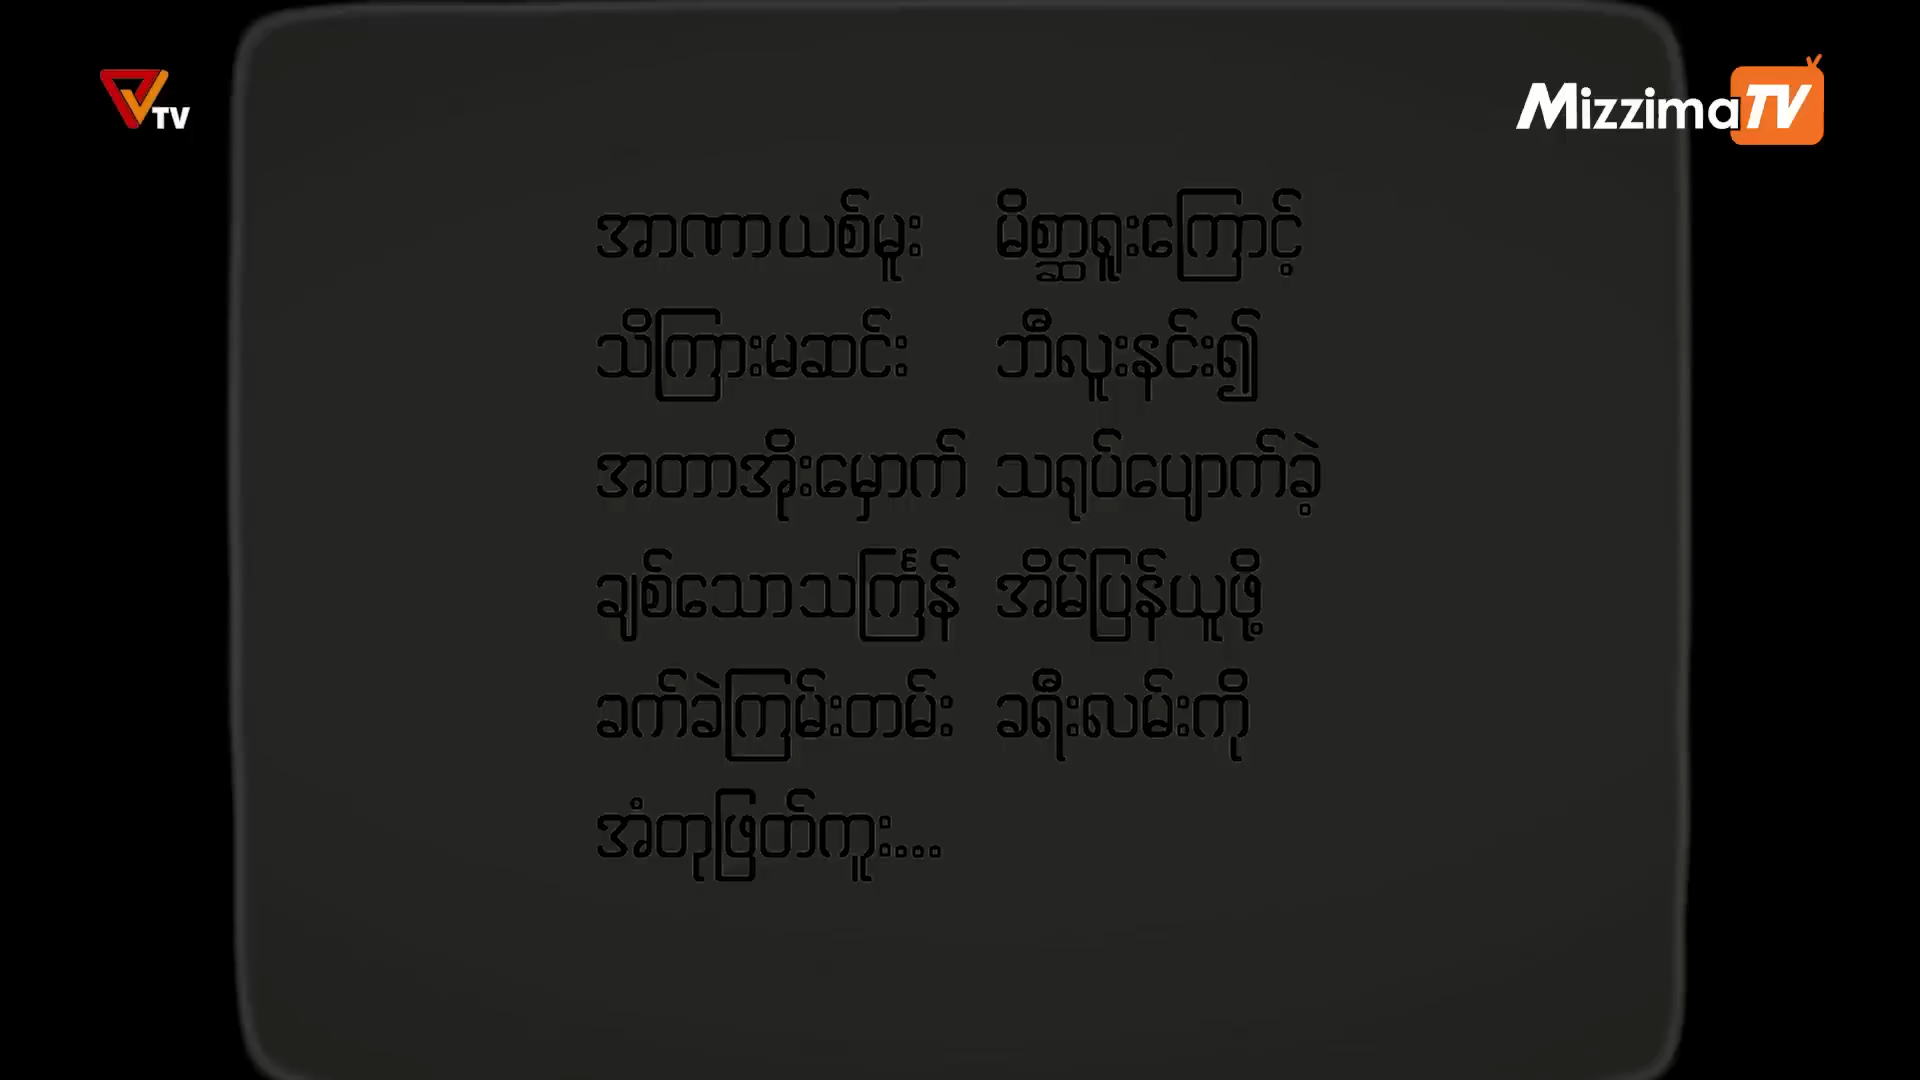 TV
MizzimaTV
အာဏာယစ်မူး မိစ္ဆာရူးကြောင့်
သိကြားမဆင်း ဘီလူးနင်း၍
အတာအိုးမှောက် သရုပ်ပျောက်ခဲ့
ချစ်သောသင်္ကြန် အိမ်ပြန်ယူဖို့
ခက်ခဲကြမ်းတမ်း ခရီးလမ်းကို
အံတုဖြတ်ကူး...